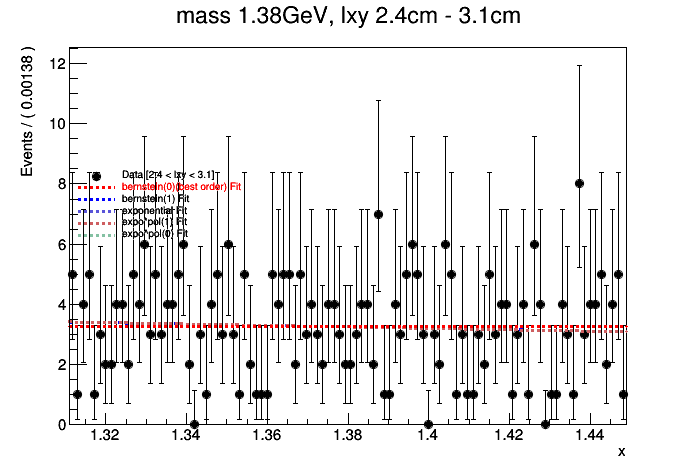 mass 1.38GeV, lxy 2.4cm - 3.1cm
Events / ( 0.00138 )
12
10
8
6
4
2
0
Data [2.4 < lxy < 3.1]
bernstein(0)(best order) Fit
bernstein(1) Fit
exponential Fit
expo*pol(1) Fit
expo*pol(0) Fit
1.32 1.34 1.36 1.38 1.4 1.42 1.44
x